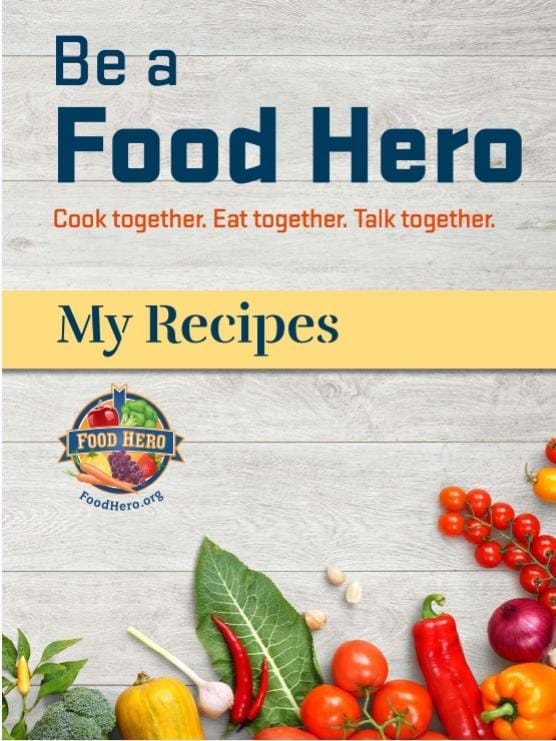 Be a
Food Hero
Cook together. Eat together. Talk together.
My Recipes
FOOD HERO
FoodHero.org